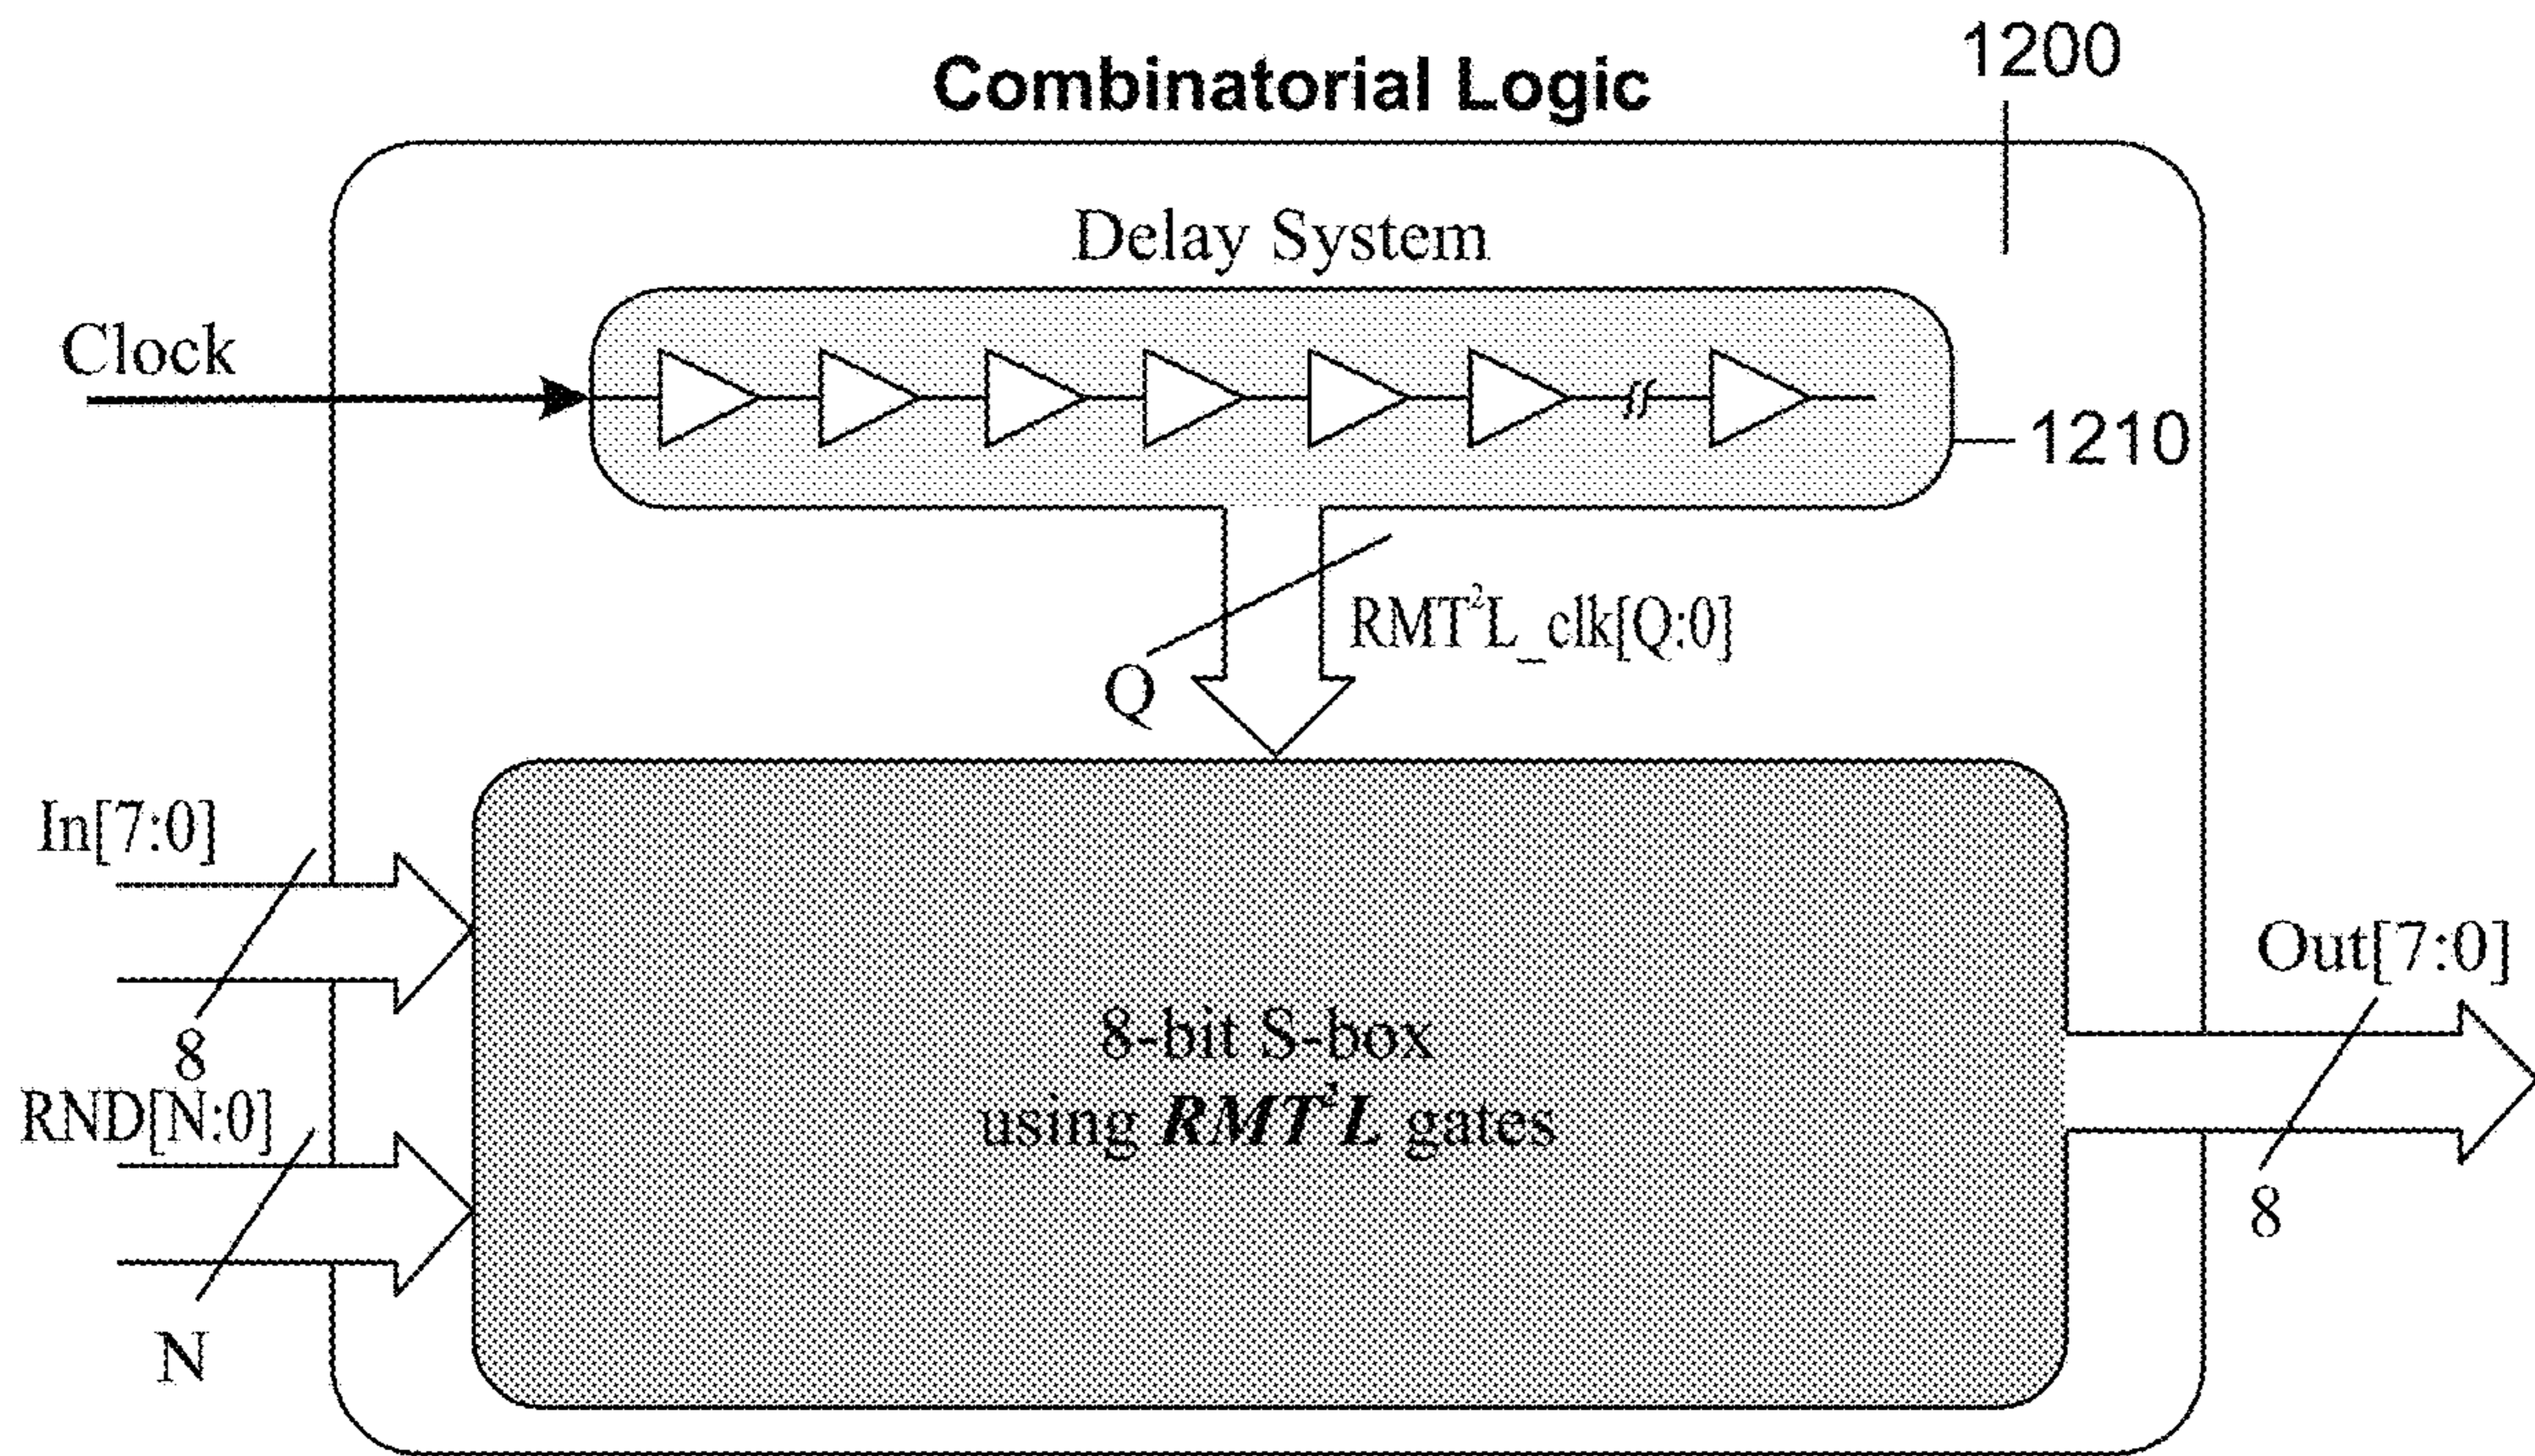 Combinatorial Logic
1200
Delay System
Clock
1210
RMT²L_clk[Q:0]
Q
In[7:0]
8
RND[N:0]
N
8-bit S-box
using RMT²L gates
Out[7:0]
8